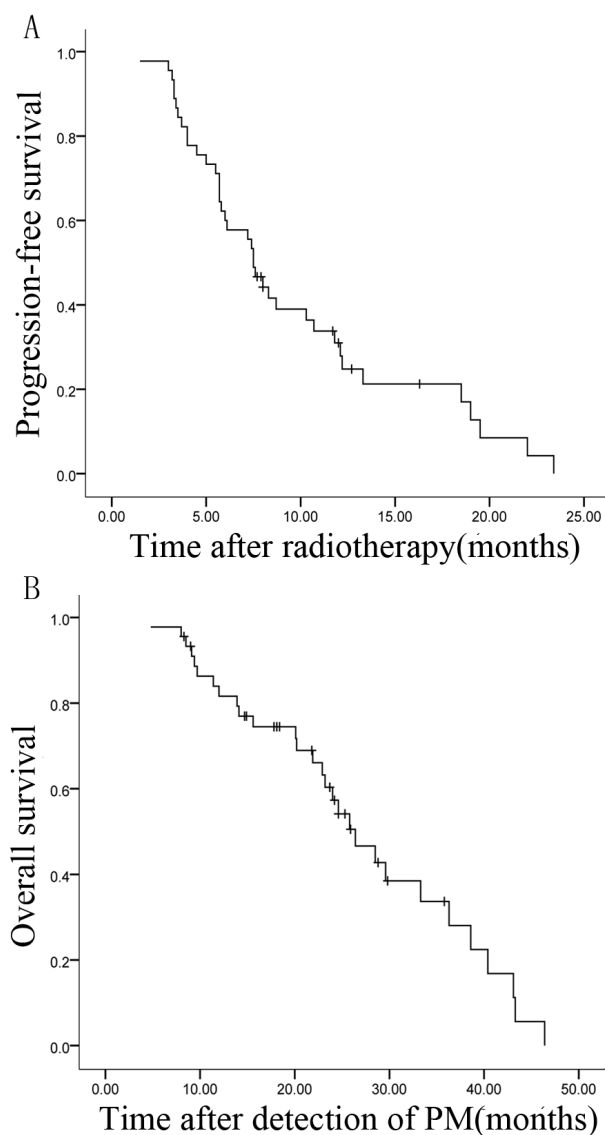 A
Progression-free survival
1.0
0.8
0.6
0.4
0.2
0.0
0.00 5.00 10.00 15.00 20.00 25.00
Time after radiotherapy(months)
B
Overall survival
1.0
0.8
0.6
0.4
0.2
0.0
0.00 10.00 20.00 30.00 40.00 50.00
Time after detection of PM(months)